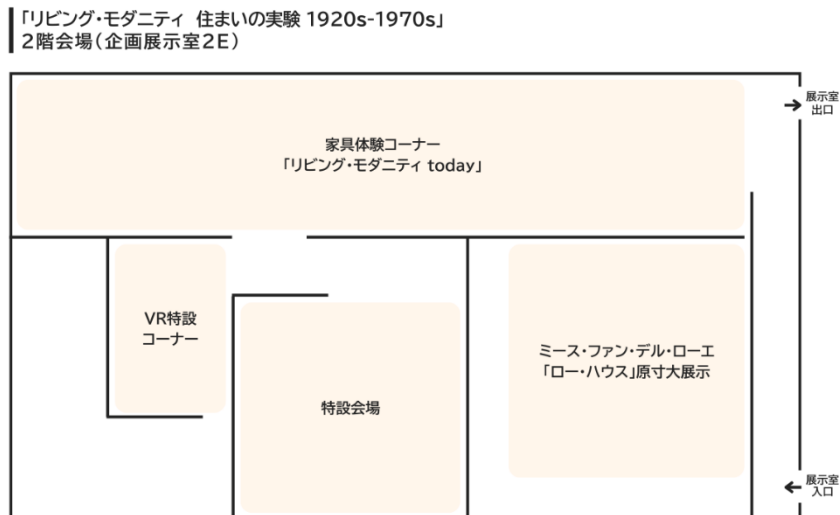 「リビング・モダニティ 住まいの実験 1920s-1970s」
2階会場（企画展示室2E）
展示室
出口
家具体験コーナー
「リビング・モダニティ today」
VR特設
コーナー
特設会場
ミース・ファン・デル・ローエ
「ロー・ハウス」原寸大展示
展示室
入口